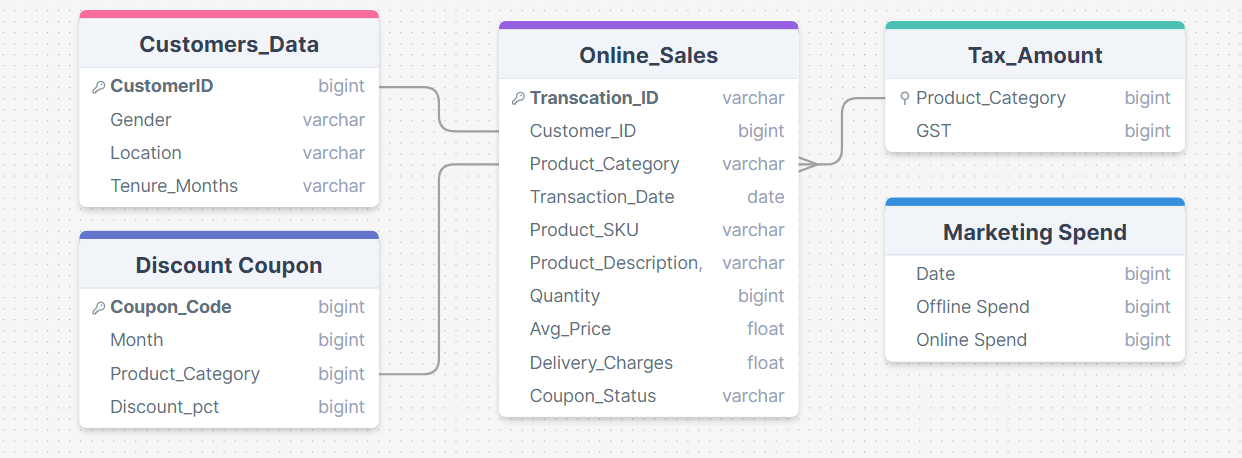 Customers_Data
CustomerID bigint
Gender varchar
Location varchar
Tenure_Months varchar
Discount Coupon
Coupon_Code bigint
Month bigint
Product_Category bigint
Discount_pct bigint
Online_Sales
Transcation_ID varchar
Customer_ID bigint
Product_Category varchar
Transaction_Date date
Product_SKU varchar
Product_Description, varchar
Quantity bigint
Avg_Price float
Delivery_Charges float
Coupon_Status varchar
Tax_Amount
Product_Category bigint
GST bigint
Marketing Spend
Date bigint
Offline Spend bigint
Online Spend bigint